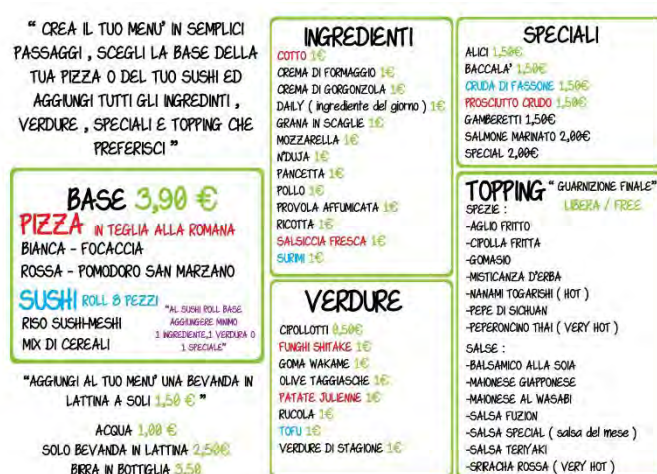 “ CREA IL TUO MENU’ IN SEMPLICI
PASSAGGI , SCEGLI LA BASE DELLA
TUA PIZZA O DEL TUO SUSHI ED
AGGIUNGI TUTTI GLI INGREDINTI ,
VERDURE , SPECIALI E TOPPING CHE
PREFERISCI ”
BASE 3,90 €
PIZZA IN TEGLIA ALLA ROMANA
BIANCA - FOCACCIA
ROSSA - POMODORO SAN MARZANO
SUSHI ROLL 8 PEZZI
RISO SUSHI-MESHI
MIX DI CEREALI
"AL SUSHI ROLL BASE
AGGIUNGERE MINIMO
1 INGREDIENTE,1 VERDURA O
1 SPECIALE"
"AGGIUNGI AL TUO MENU' UNA BEVANDA IN
LATTINA A SOLI 1,50 € "
ACQUA 1,00 €
SOLO BEVANDA IN LATTINA 2,50€
BIRRA IN BOTTIGLIA 3,50
INGREDIENTI
COTTO 1€
CREMA DI FORMAGGIO 1€
CREMA DI GORGONZOLA 1€
DAILY ( ingrediente del giorno ) 1€
GRANA IN SCAGLIE 1€
MOZZARELLA 1€
N'DUJA 1€
PANCETTA 1€
POLLO 1€
PROVOLA AFFUMICATA 1€
RICOTTA 1€
SALSICCIA FRESCA 1€
SURIMI 1€
VERDURE
CIPOLLOTTI 0,50€
FUNGHI SHITAKE 1€
GOMA WAKAME 1€
OLIVE TAGGIASCHE 1€
PATATE JULIENNE 1€
RUCOLA 1€
TOFU 1€
VERDURE DI STAGIONE 1€
SPECIALI
ALICI 1,50€
BACCALA' 1,50€
CRUDA DI FASSONE 1,50€
PROSCIUTTO CRUDO 1,50€
GAMBERETTI 1,50€
SALMONE MARINATO 2,00€
SPECIAL 2,00€
TOPPING “ GUARNIZIONE FINALE”
LIBERA / FREE
SPEZIE :
-AGLIO FRITTO
-CIPOLLA FRITTA
-GOMASIO
-MISTICANZA D'ERBA
-NANAMI TOGARISHI ( HOT )
-PEPE DI SICHUAN
-PEPERONCINO THAI ( VERY HOT )
SALSE :
-BALSAMICO ALLA SOIA
-MAIONESE GIAPPONESE
-MAIONESE AL WASABI
-SALSA FUZION
-SALSA SPECIAL ( salsa del mese )
-SALSA TERIYAKI
-SRRACHA ROSSA ( VERY HOT )